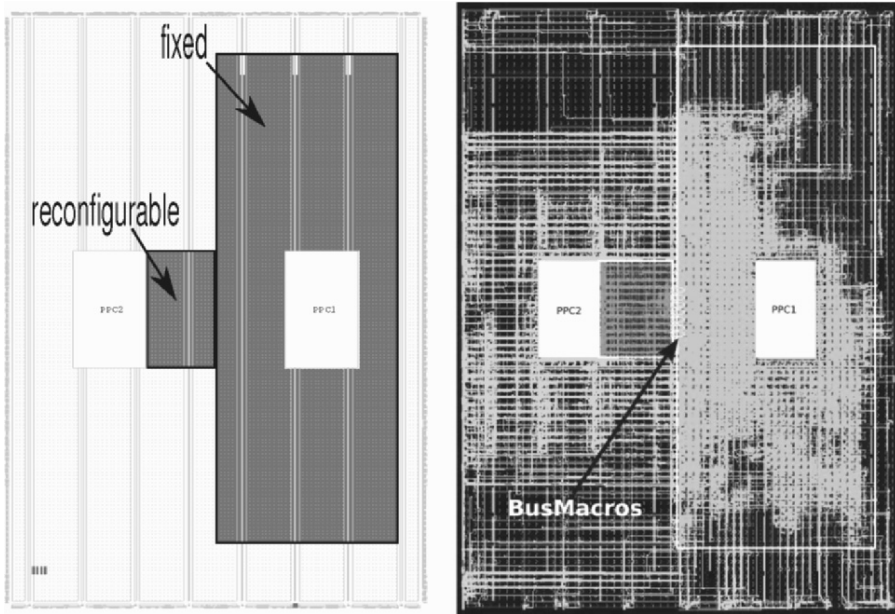 fixed
reconfigurable
PPC2
PPC1
PPC2
PPC1
BusMacros